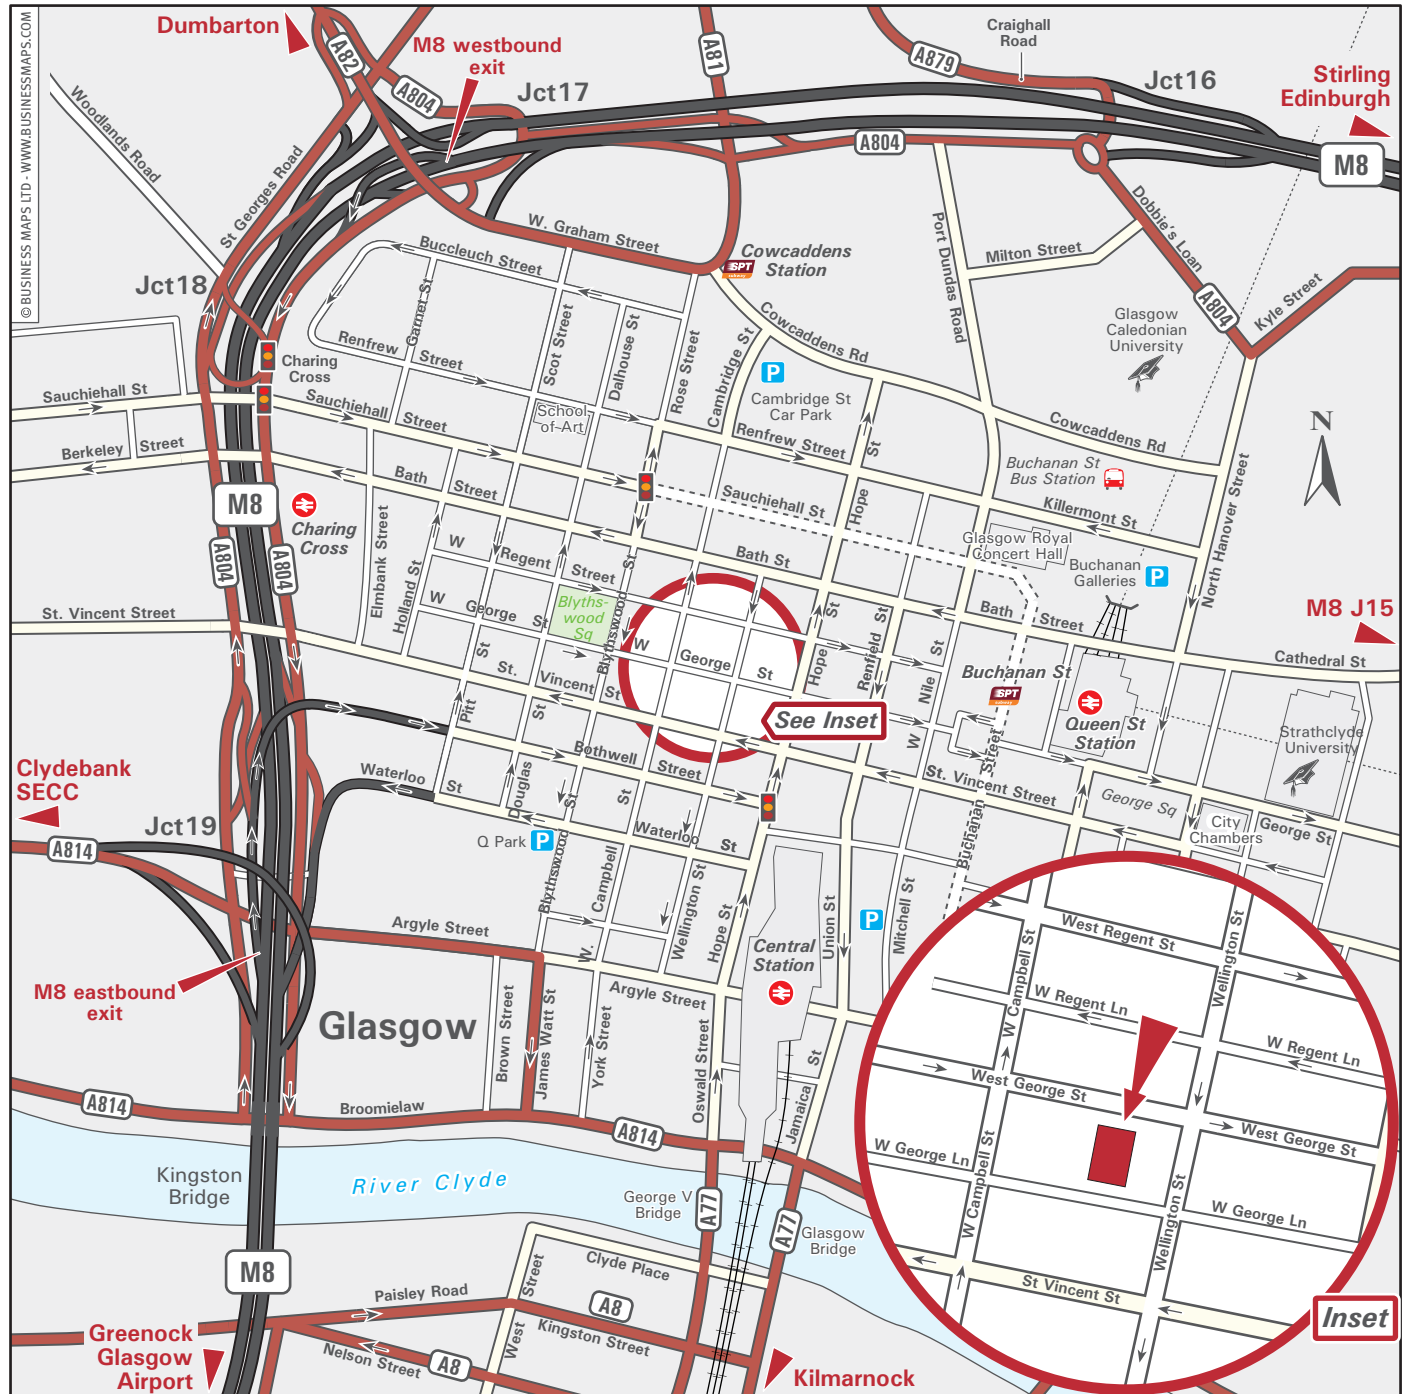 © BUSINESS MAPS LTD - WWW.BUSINESSMAPS.COM
Dumbarton
A82
M8 westbound
exit
A804
Jct17
A81
A879
Craighall
Road
Jct16
Stirling
Edinburgh
M8
A804
Woodlands Road
St Georges Road
Jct18
W. Graham Street
Buccleuch Street
Cowcaddens
Station
SPT
subway
Port Dundas Road
Milton Street
Dobbie's Loan
A804
Kyle Street
Glasgow
Caledonian
University
Garnet St
Renfrew
Street
Scot Street
Dalhouse St
Rose Street
Cambridge St
Cowcaddens Rd
P
Cambridge St
Car Park
Charing
Cross
Sauchiehall St
Sauchiehall
Street
School
of Art
Renfrew Street
St
Cowcaddens Rd
N
Berkeley
Street
Bath
Street
Sauchiehall St
Hope
Buchanan St
Bus Station
Killermont St
North Hanover Street
M8
Charing
Cross
A804
A804
Elmbank Street
Holland St
W
Regent
Street
St
Bath St
Glasgow Royal
Concert Hall
Buchanan
Galleries
P
St. Vincent Street
W
George
St
Blyths-
wood
Sq
Blythswood
W
George
St
St
Hope
Renfield St
Bath
Street
M8 J15
Cathedral St
Nile
St
W
Buchanan St
SPT
subway
Queen St
Station
Strathclyde
University
St.
Vincent
St
Pitt
St
St
See Inset
Bothwell
Street
Street
St. Vincent Street
George Sq
City
Chambers
George St
Clydebank
SECC
Jct19
A814
Waterloo
St
Douglas
St
St
Q Park
P
Waterloo
St
Buchanan
Blythswood
Campbell
W.
Wellington St
Hope St
Union St
P
Mitchell St
Argyle Street
Central
Station
M8 eastbound
exit
Glasgow
Argyle Street
Brown Street
James Watt St
York Street
Oswald Street
Jamaica
St
A814
Broomielaw
A814
Kingston
Bridge
River Clyde
George V
Bridge
A77
A77
Glasgow
Bridge
M8
Clyde Place
Street
West
Paisley Road
A8
Kingston Street
Nelson Street
A8
Greenock
Glasgow
Airport
Kilmarnock
West Regent St
W Campbell St
Wellington St
W Regent Ln
W Regent Ln
West George St
West George St
W George Ln
W Campbell St
Wellington St
W George Ln
St Vincent St
Inset